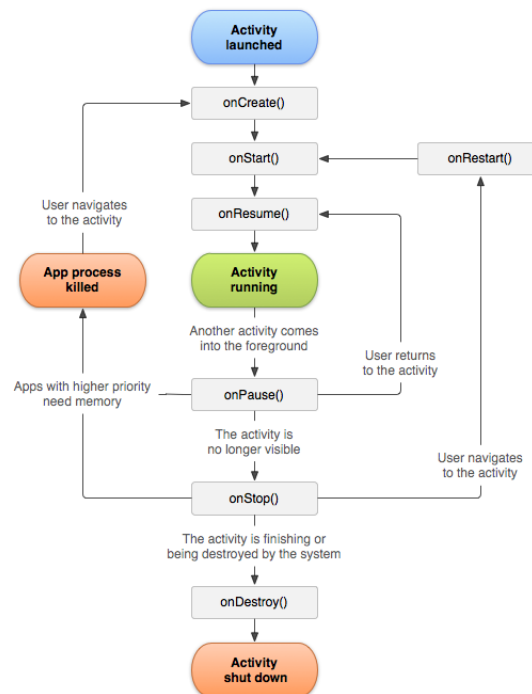 Activity
launched
onCreate()
onStart()
onRestart()
User navigates
to the activity
onResume()
App process
killed
Activity
running
Another activity comes
into the foreground
User returns
to the activity
Apps with higher priority
need memory
onPause()
The activity is
no longer visible
User navigates
to the activity
onStop()
The activity is finishing or
being destroyed by the system
onDestroy()
Activity
shut down